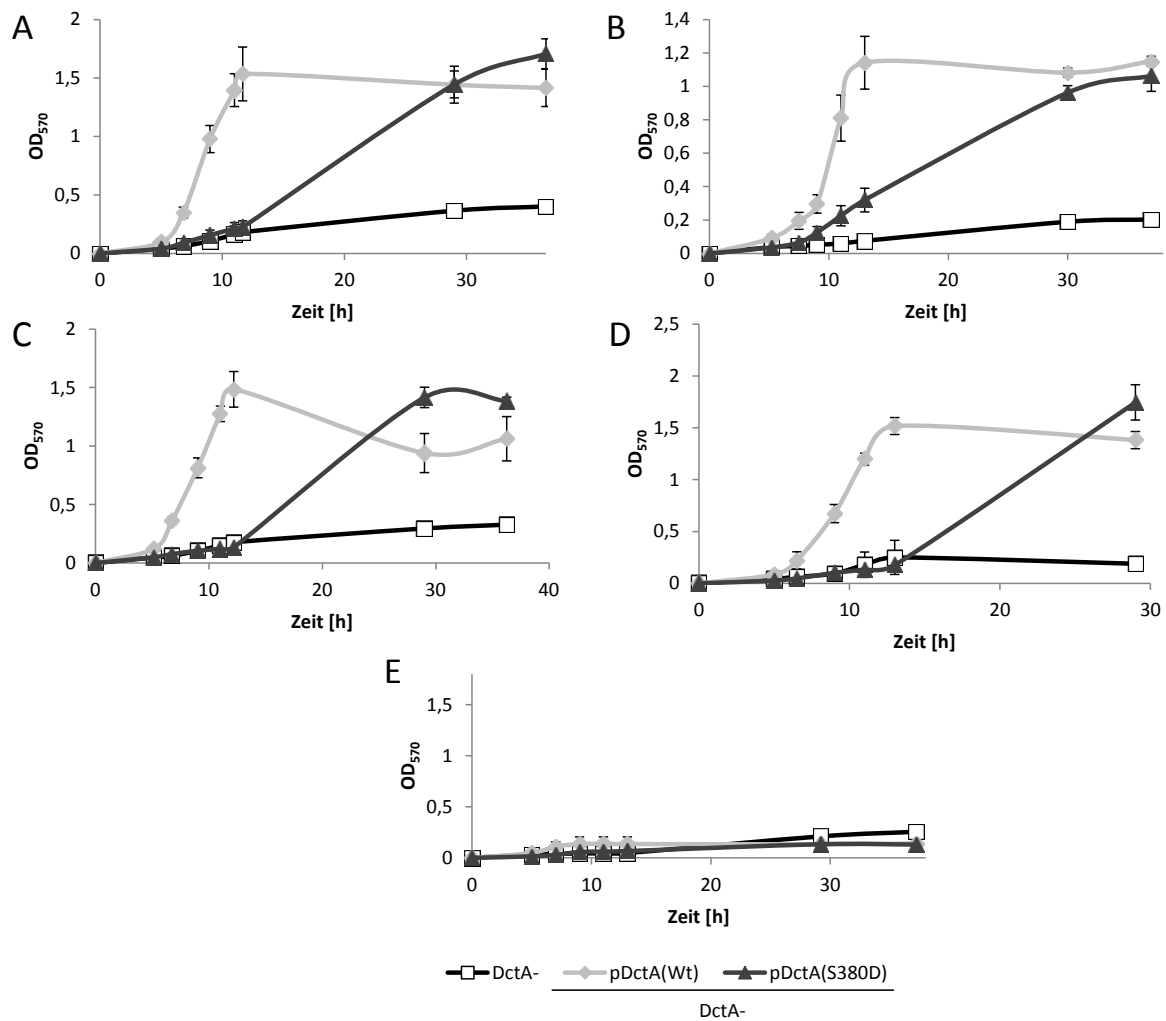 A
OD570
2
1,5
1
0,5
0
0 10 20 30
Zeit [h]
B
OD570
1,4
1,2
1
0,8
0,6
0,4
0,2
0
0 10 20 30
Zeit [h]
C
OD570
2
1,5
1
0,5
0
0 10 20 30 40
Zeit [h]
D
OD570
2,5
2
1,5
1
0,5
0
0 10 20 30
Zeit [h]
E
OD570
1,5
1
0,5
0
0 10 20 30
Zeit [h]
DctA- pDctA(Wt) pDctA(S380D)
DctA-